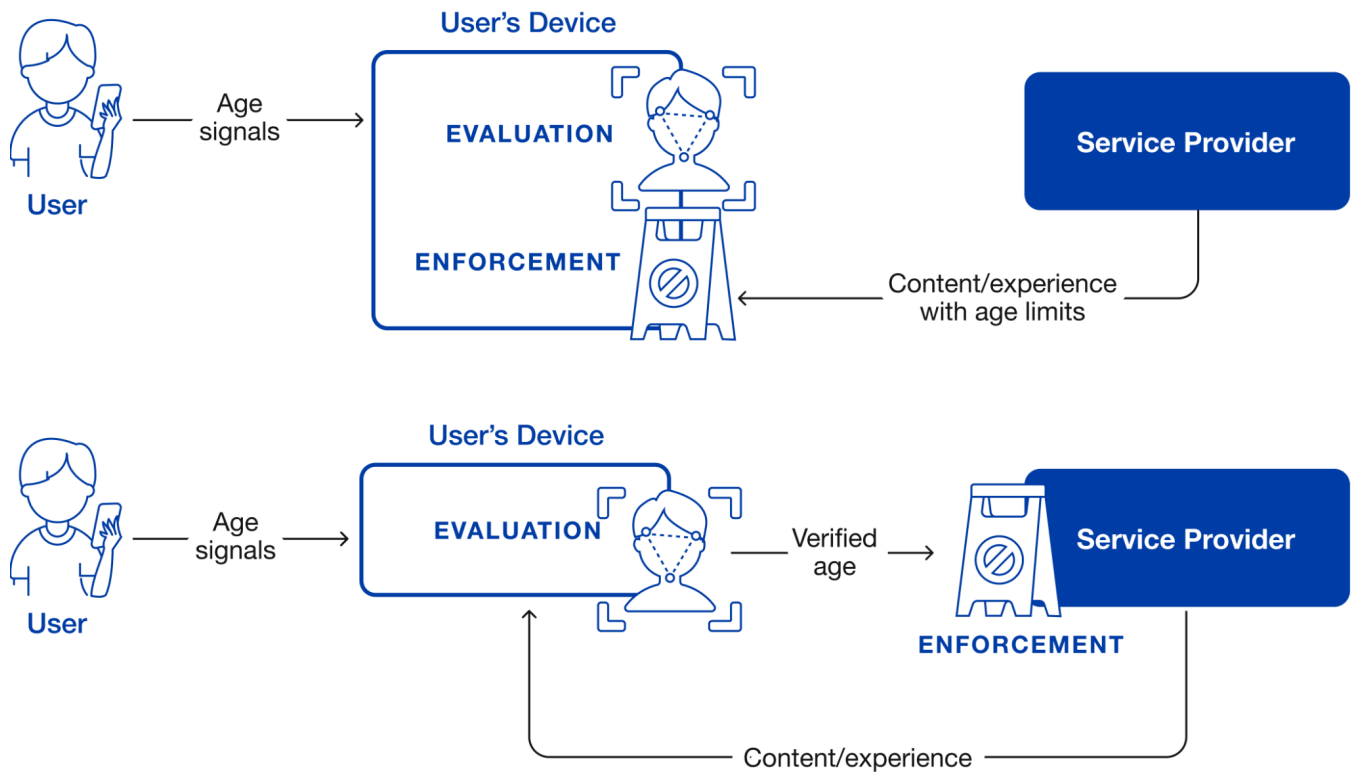 User's Device
Age
signals
EVALUATION
Service Provider
User
ENFORCEMENT
Content/experience
with age limits
User's Device
Age
signals
EVALUATION
Verified
age
Service Provider
User
ENFORCEMENT
Content/experience